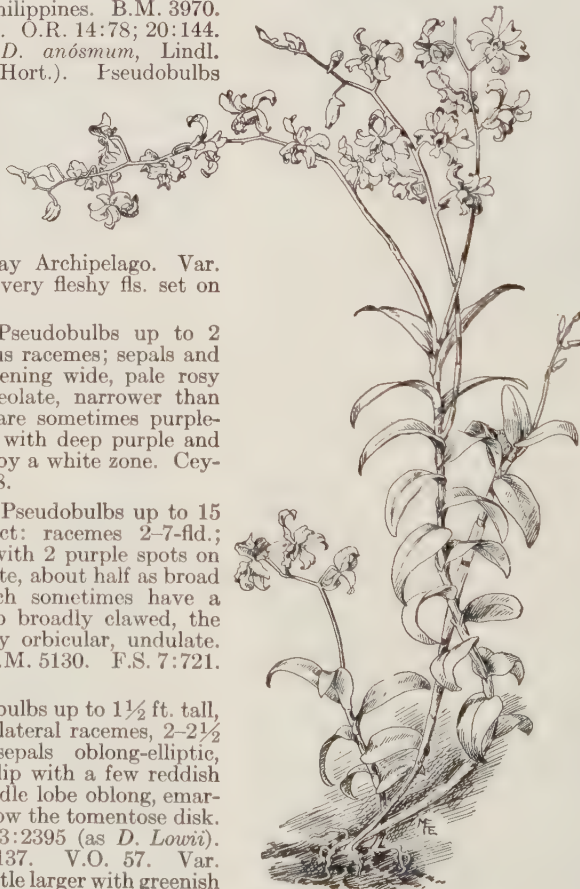 hilippines. B.M. 3970.
O.R. 14:78; 20:144.
D. anósmum, Lindl.
Hort.). Pseudobulbs
ay Archipelago. Var.
very fleshy fls. set on
Pseudobulbs up to 2
us racemes; sepals and
ening wide, pale rosy
eolate, narrower than
are sometimes purple-
with deep purple and
by a white zone. Cey-
8.
Pseudobulbs up to 15
ct: racemes 2–7-fld.;
with 2 purple spots on
te, about half as broad
ch sometimes have a
o broadly clawed, the
y orbicular, undulate.
.M. 5130. F.S. 7:721.
bulbs up to 1½ ft. tall,
lateral racemes, 2–2½
sepals oblong-elliptic,
lip with a few reddish
dle lobe oblong, emar-
ow the tomentose disk.
3:2395 (as D. Lowii).
137. V.O. 57. Var.
tle larger with greenish